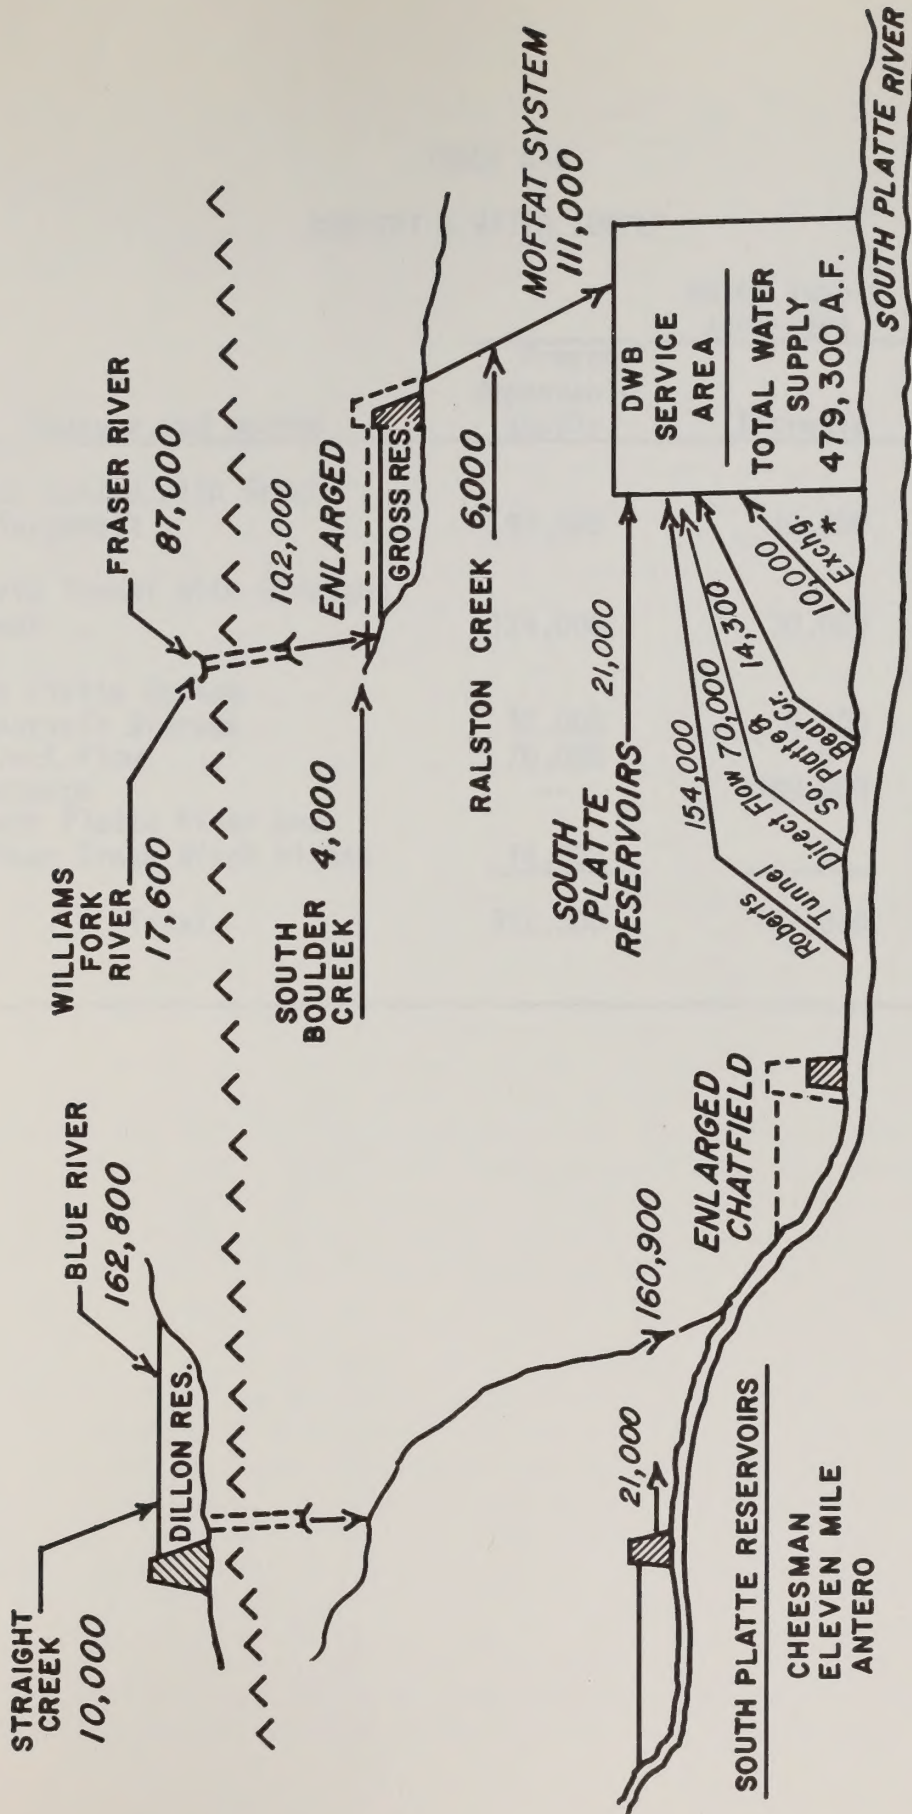 STRAIGHT
CREEK
10,000
BLUE RIVER
162,800
DILLON RES.
WILLIAMS
FORK
RIVER
17,600
FRASER RIVER
87,000
102,000
ENLARGED
GROSS RES.
SOUTH
BOULDER
CREEK 4,000
RALSTON CREEK 6,000
MOFFAT SYSTEM
111,000
160,900
21,000
SOUTH PLATTE RESERVOIRS
CHEESMAN
ELEVEN MILE
ANTERO
ENLARGED
CHATFIELD
SOUTH
PLATTE
RESERVOIRS
21,000
154,000
Roberts
Tunnel
70,000
Direct Flow
14,300
So.
Platte &
Bear Cr.
10,000
Exchg
*
DWB
SERVICE
AREA
TOTAL WATER
SUPPLY
479,300 A.F.
SOUTH PLATTE RIVER